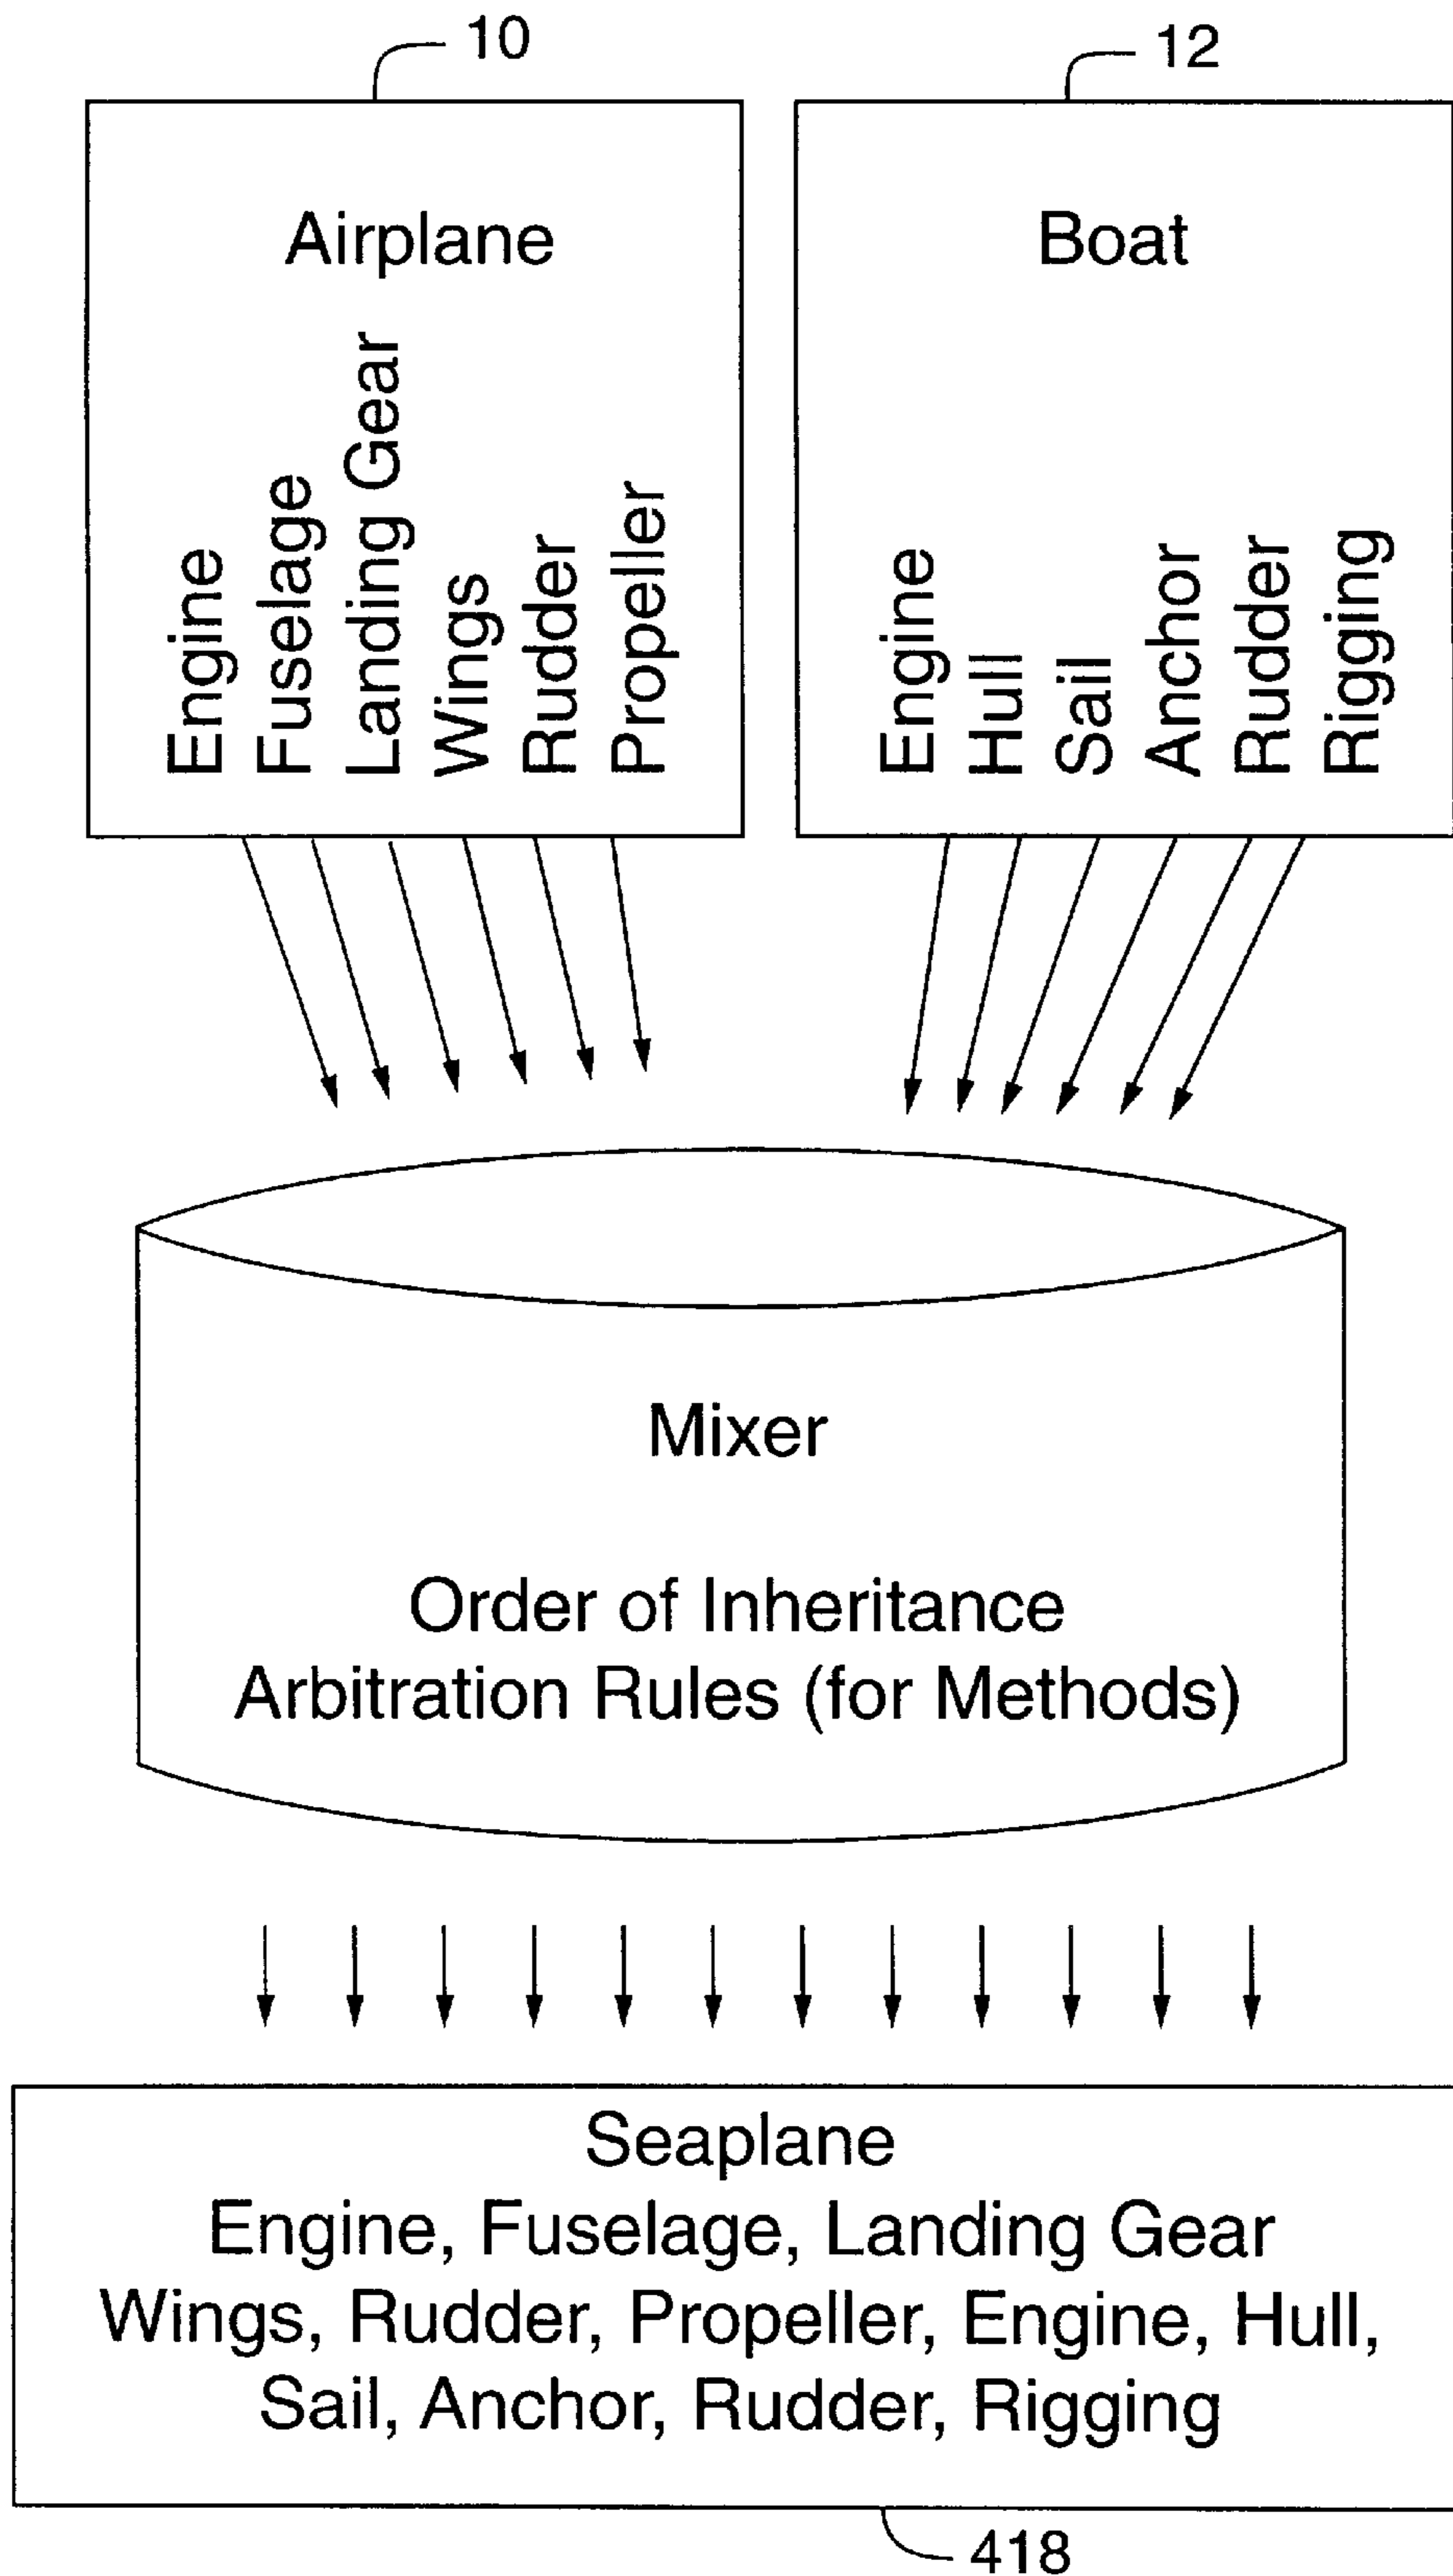 10
12
Airplane
Engine
Fuselage
Landing Gear
Wings
Rudder
Propeller
Boat
Engine
Hull
Sail
Anchor
Rudder
Rigging
Mixer
Order of Inheritance
Arbitration Rules (for Methods)
Seaplane
Engine, Fuselage, Landing Gear
Wings, Rudder, Propeller, Engine, Hull,
Sail, Anchor, Rudder, Rigging
418